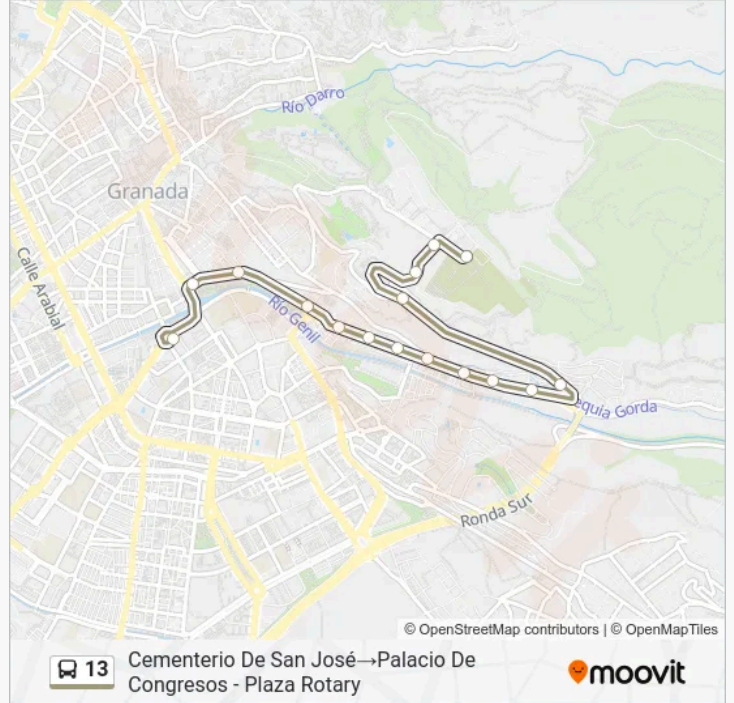 Río Darro
Granada
Calle Arabial
Río Genil
equia Gorda
Ronda Sur
© OpenStreetMap contributors | © OpenMapTiles
13
Cementerio De San José→Palacio De
Congresos - Plaza Rotary
moovit